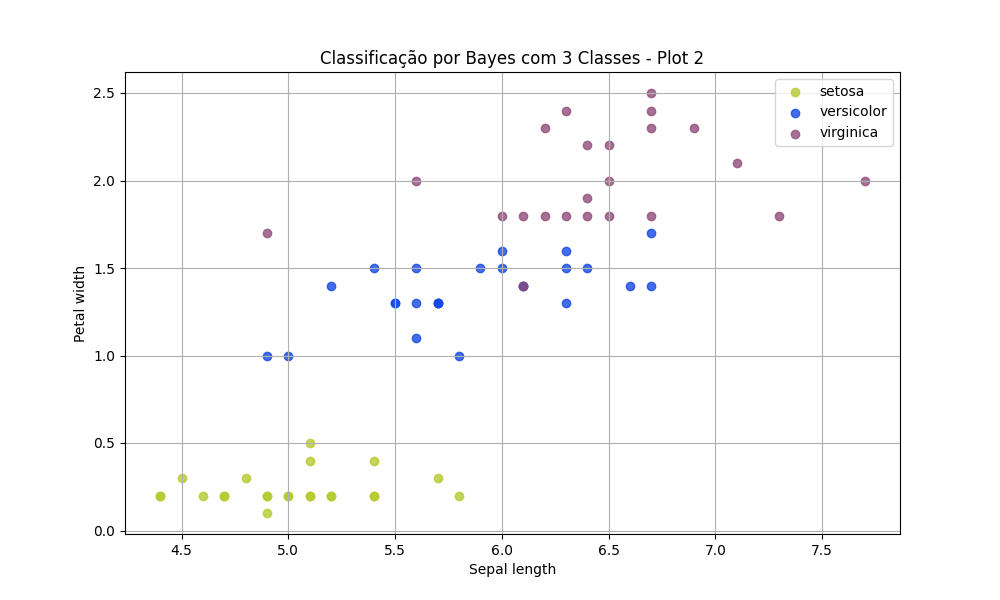 Classificação por Bayes com 3 Classes - Plot 2
setosa
versicolor
virginica
Petal width
2.5
2.0
1.5
1.0
0.5
0.0
4.5 5.0 5.5 6.0 6.5 7.0 7.5
Sepal length